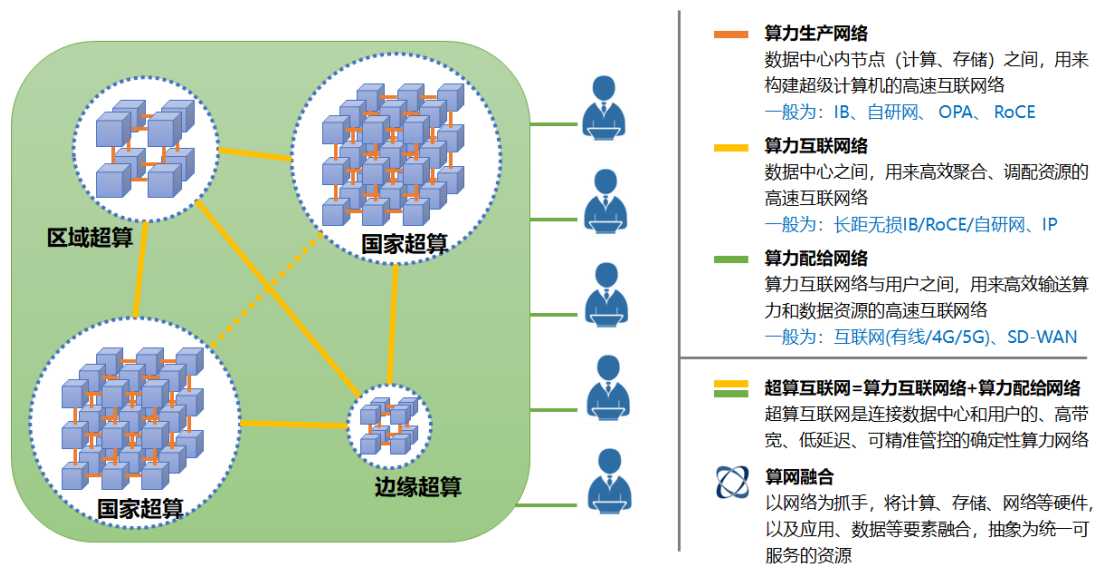 区域超算
国家超算
国家超算
边缘超算
算力生产网络
数据中心内节点（计算、存储）之间，用来
构建超级计算机的高速互联网络
一般为：IB、自研网、OPA、RoCE
算力互联网络
数据中心之间，用来高效聚合、调配资源的
高速互联网络
一般为：长距无损IB/RoCE/自研网、IP
算力配给网络
算力互联网络与用户之间，用来高效输送算
力和数据资源的高速互联网络
一般为：互联网(有线/4G/5G)、SD-WAN
超算互联网=算力互联网络+算力配给网络
超算互联网是连接数据中心和用户的、高带
宽、低延迟、可精准管控的确定性算力网络
算网融合
以网络为抓手，将计算、存储、网络等硬件，
以及应用、数据等要素融合，抽象为统一可
服务的资源